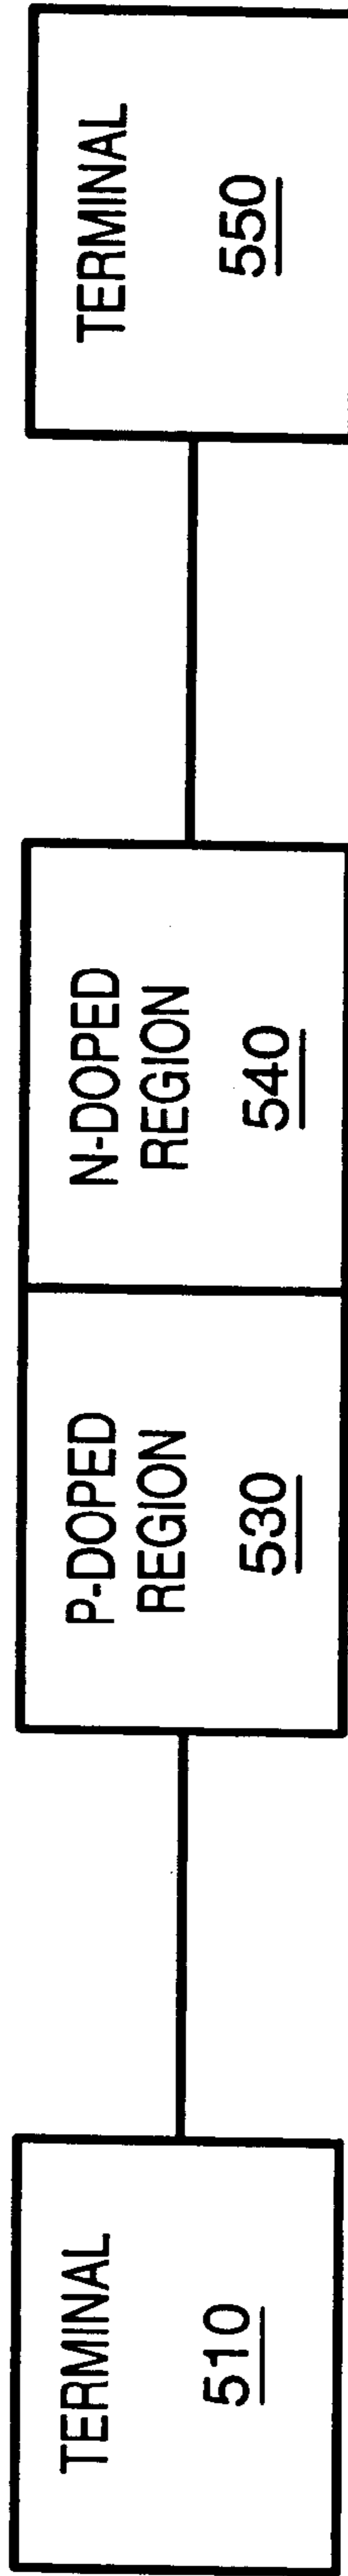 TERMINAL
510
P-DOPED
REGION
530
N-DOPED
REGION
540
TERMINAL
550